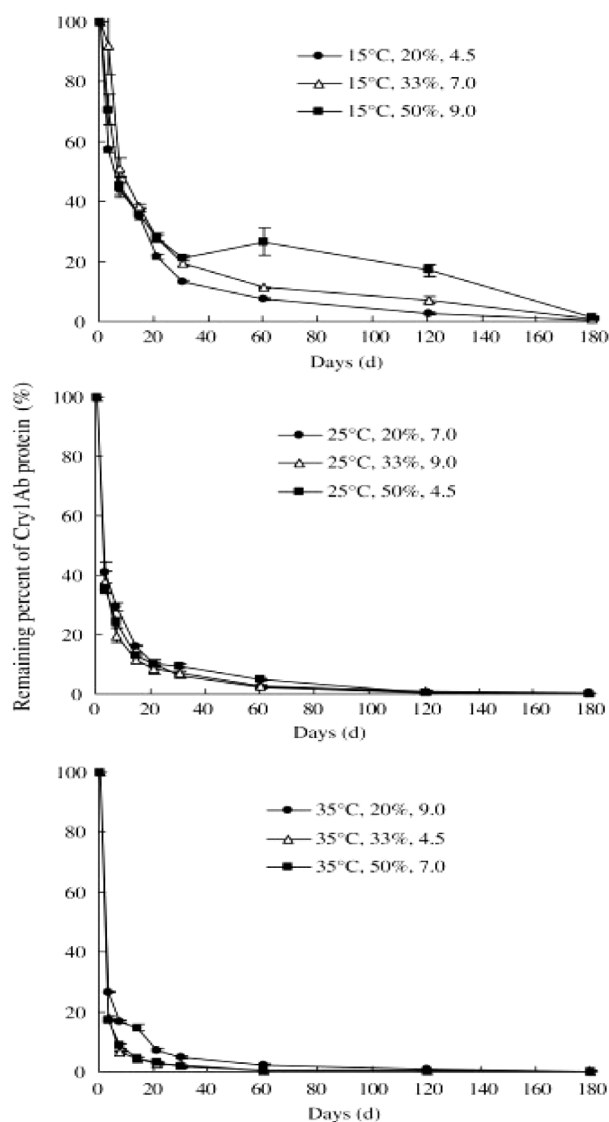 100
80
60
40
20
0
15°C, 20%, 4.5
15°C, 33%, 7.0
15°C, 50%, 9.0
0 20 40 60 80 100 120 140 160 180
Days (d)
Remaining percent of Cry1Ab protein (%)
100
80
60
40
20
0
25°C, 20%, 7.0
25°C, 33%, 9.0
25°C, 50%, 4.5
0 20 40 60 80 100 120 140 160 180
Days (d)
100
80
60
40
20
0
35°C, 20%, 9.0
35°C, 33%, 4.5
35°C, 50%, 7.0
0 20 40 60 80 100 120 140 160 180
Days (d)